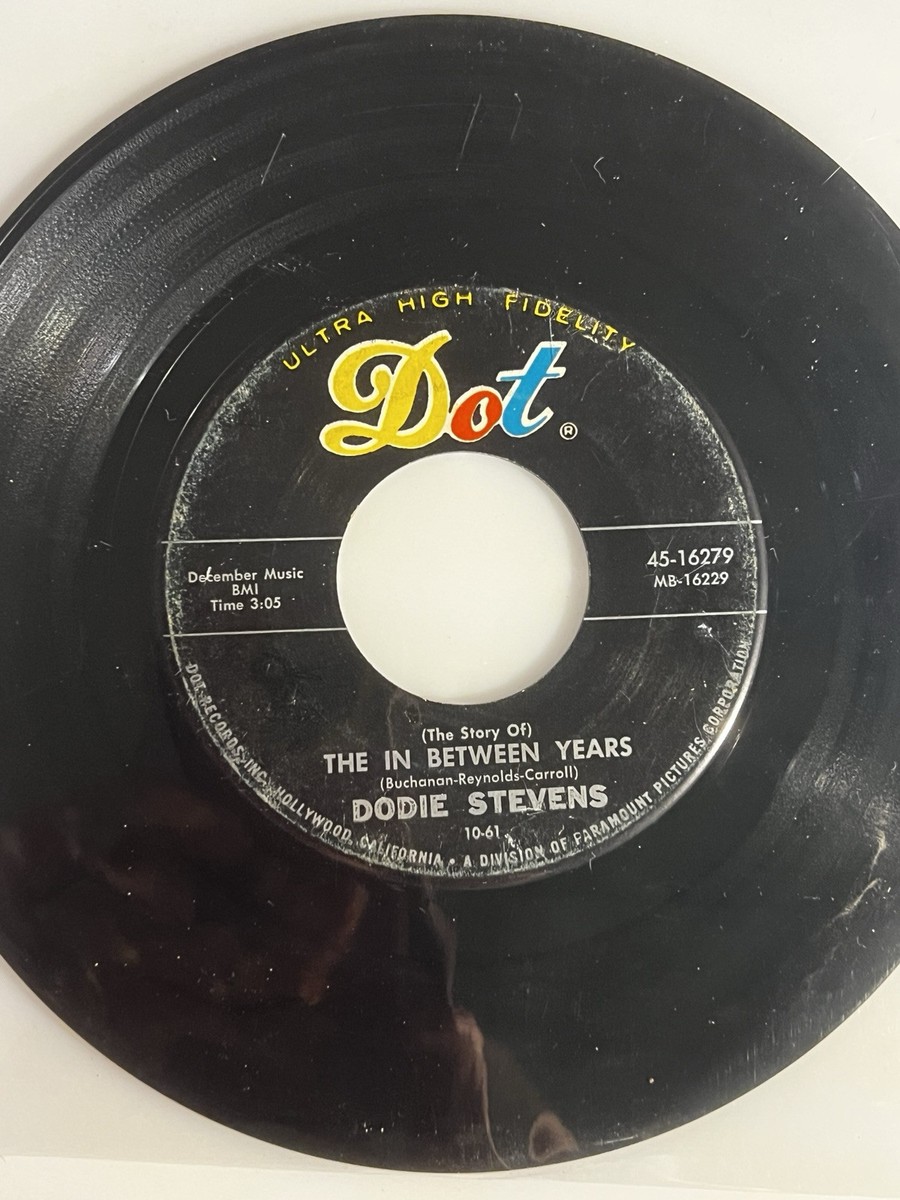 ULTRA HIGH FIDELITY
Dot®
December Music
BMI
Time 3:05
45-16279
MB-16229
(The Story Of)
THE IN BETWEEN YEARS
(Buchanan-Reynolds-Carroll)
DODIE STEVENS
10-61
DOT RECORDS, INC. HOLLYWOOD, CALIFORNIA • A DIVISION OF PARAMOUNT PICTURES CORPORATION